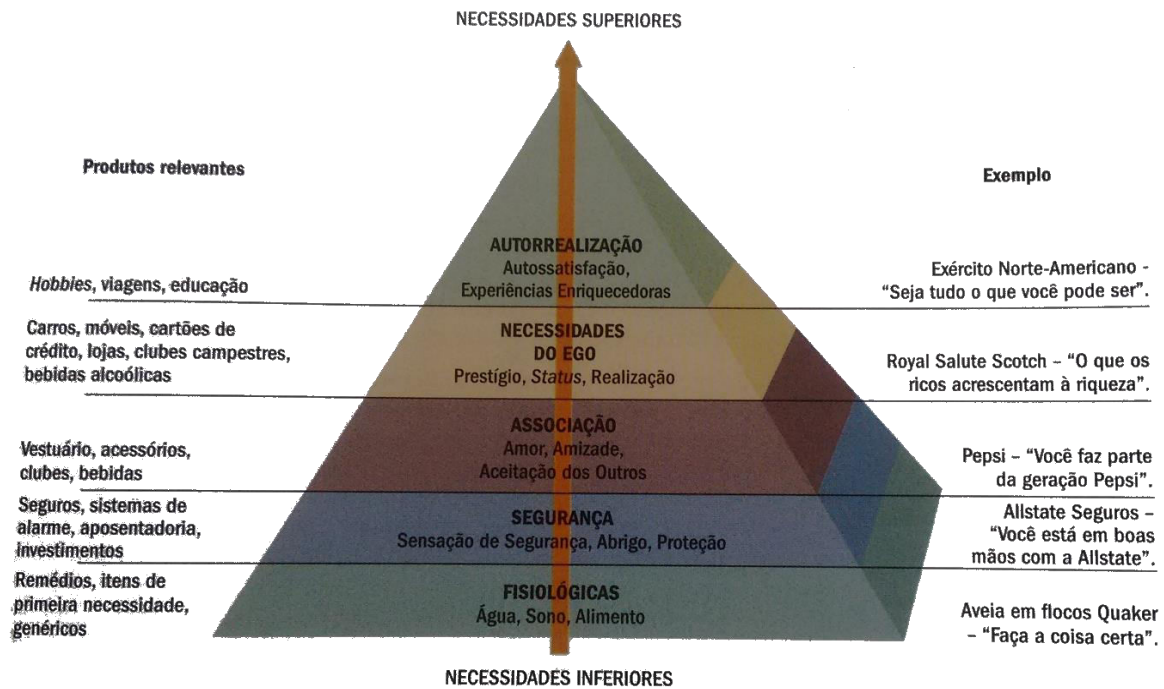 NECESSIDADES SUPERIORES
Produtos relevantes
Exemplo
AUTORREALIZAÇÃO
Autossatisfação,
Experiências Enriquecedoras
Hobbies, viagens, educação
Exército Norte-Americano -
“Seja tudo o que você pode ser”.
NECESSIDADES
DO EGO
Prestígio, Status, Realização
Carros, móveis, cartões de
crédito, lojas, clubes campestres,
bebidas alcoólicas
Royal Salute Scotch – “O que os
ricos acrescentam à riqueza”.
ASSOCIAÇÃO
Amor, Amizade,
Aceitação dos Outros
Vestuário, acessórios,
clubes, bebidas
Pepsi – “Você faz parte
da geração Pepsi”.
SEGURANÇA
Sensação de Segurança, Abrigo, Proteção
Seguros, sistemas de
alarme, aposentadoria,
investimentos
Allstate Seguros –
“Você está em boas
mãos com a Allstate”.
FISIOLÓGICAS
Água, Sono, Alimento
Remédios, itens de
primeira necessidade,
genéricos
Aveia em flocos Quaker
– “Faça a coisa certa”.
NECESSIDADES INFERIORES